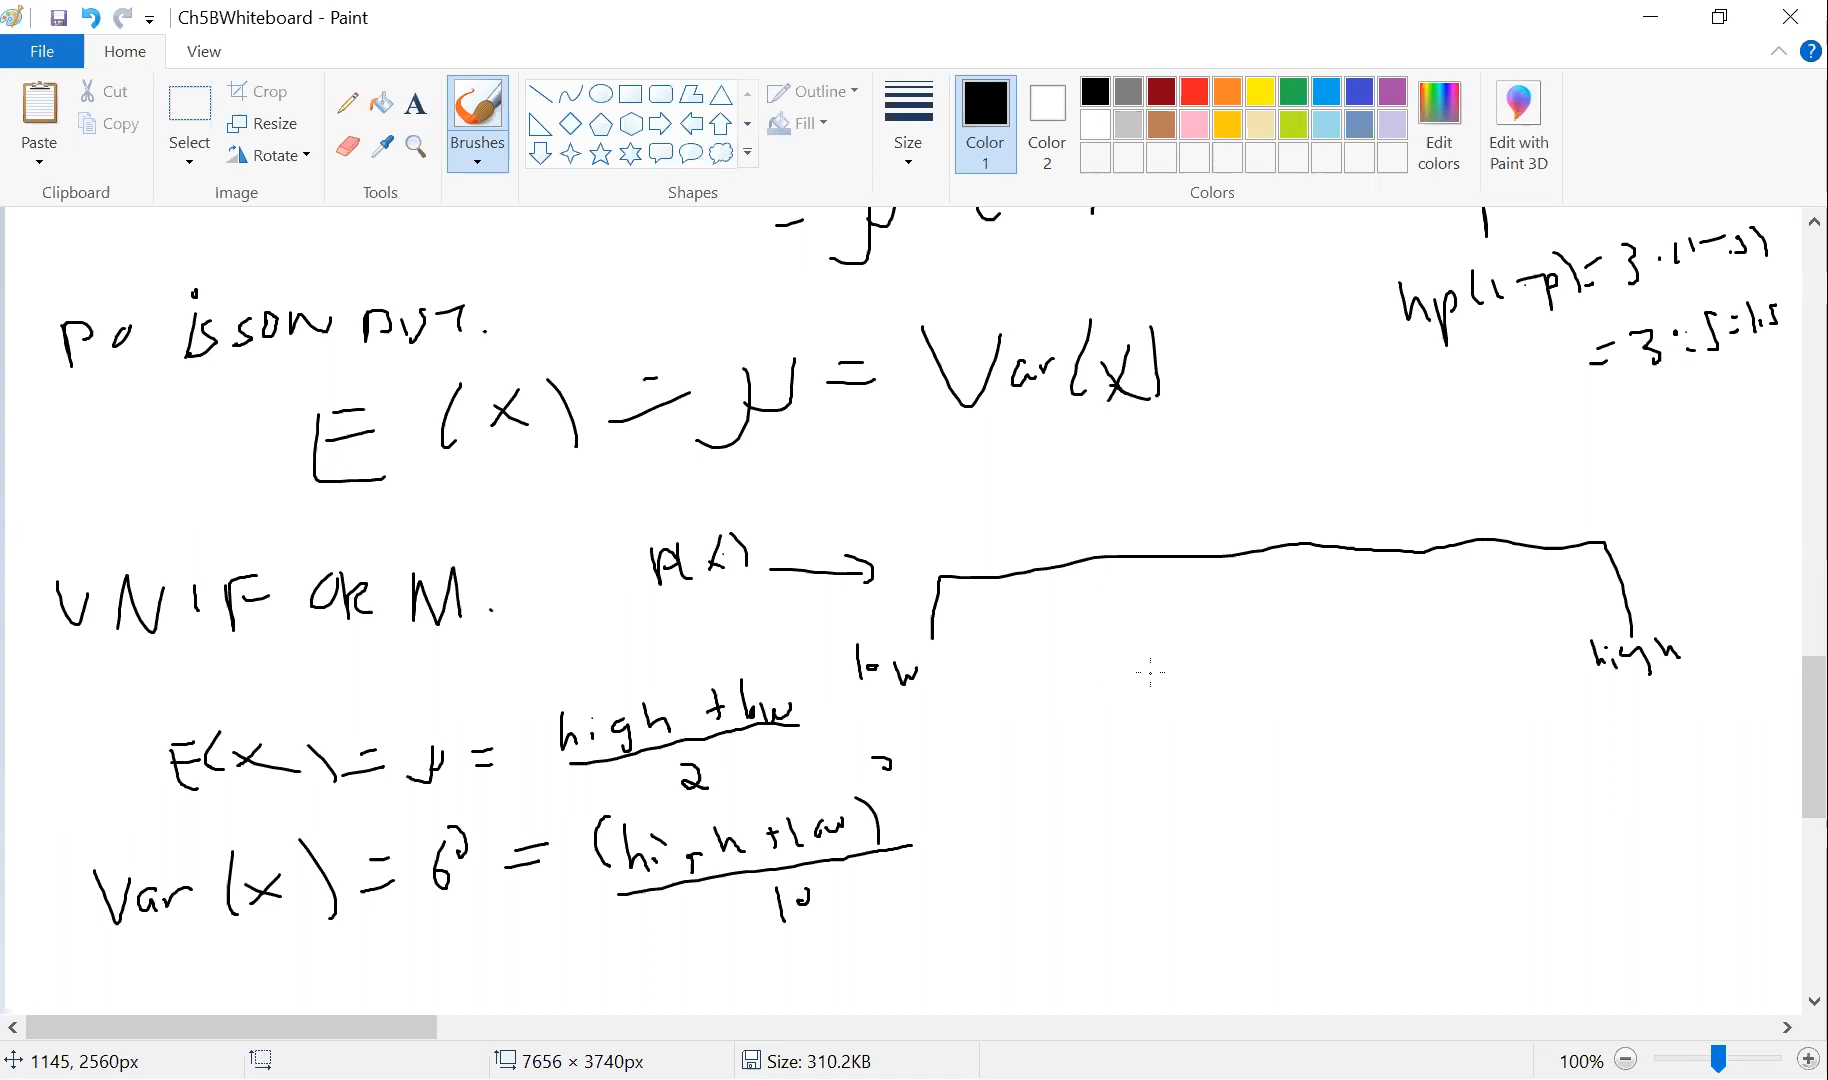 Ch5BWhiteboard - Paint
File Home View
Paste
Cut
Copy
Clipboard
Select
Crop
Resize
Rotate
Image
Tools
Brushes
Shapes
Outline
Fill
Size
Color 1
Color 2
Colors
Edit colors
Edit with Paint 3D
hp(1-p) = 3.(1-.5)
= 3 : .5 = 1.5
POISSON DIST.
E(x) = μ = Var(x)
UNIFORM.
P(x) →
low
high
E(x) = μ = high + low
2
Var(x) = σ² = (high + low)²
12
1145, 2560px
7656 × 3740px
Size: 310.2KB
100%